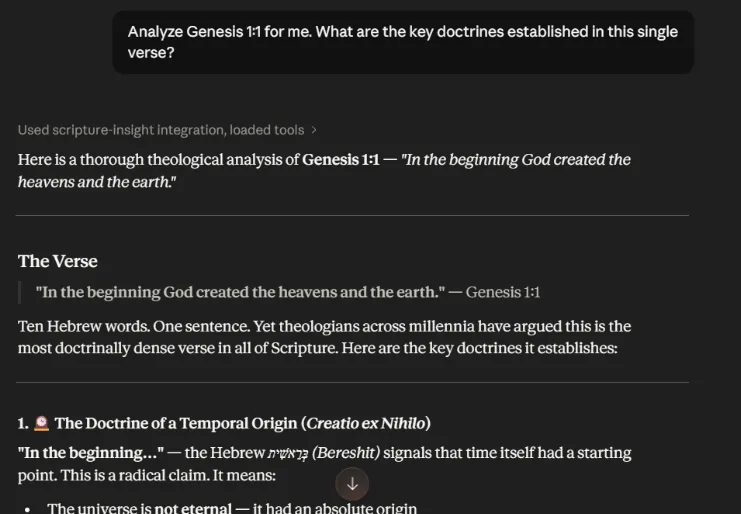 Analyze Genesis 1:1 for me. What are the key doctrines established in this single
verse?
Used scripture-insight integration, loaded tools >
Here is a thorough theological analysis of Genesis 1:1 — "In the beginning God created the
heavens and the earth."
The Verse
"In the beginning God created the heavens and the earth." — Genesis 1:1
Ten Hebrew words. One sentence. Yet theologians across millennia have argued this is the
most doctrinally dense verse in all of Scripture. Here are the key doctrines it establishes:
1. 🕰️ The Doctrine of a Temporal Origin (Creatio ex Nihilo)
"In the beginning..." — the Hebrew בְּרֵאשִׁית (Bereshit) signals that time itself had a starting
point. This is a radical claim. It means:
• The universe is not eternal — it had an absolute origin